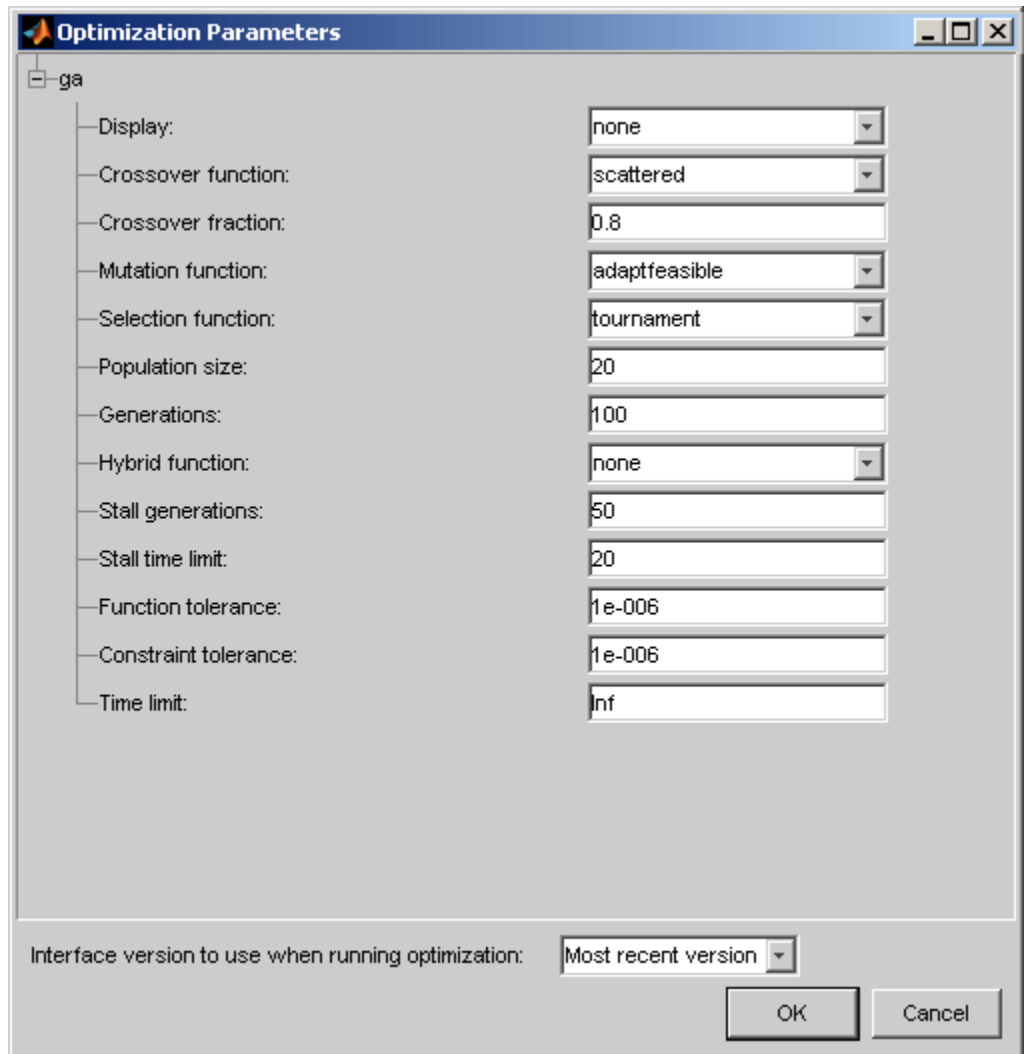 Optimization Parameters
ga
Display: none
Crossover function: scattered
Crossover fraction: 0.8
Mutation function: adaptfeasible
Selection function: tournament
Population size: 20
Generations: 100
Hybrid function: none
Stall generations: 50
Stall time limit: 20
Function tolerance: 1e-006
Constraint tolerance: 1e-006
Time limit: Inf
Interface version to use when running optimization: Most recent version
OK Cancel